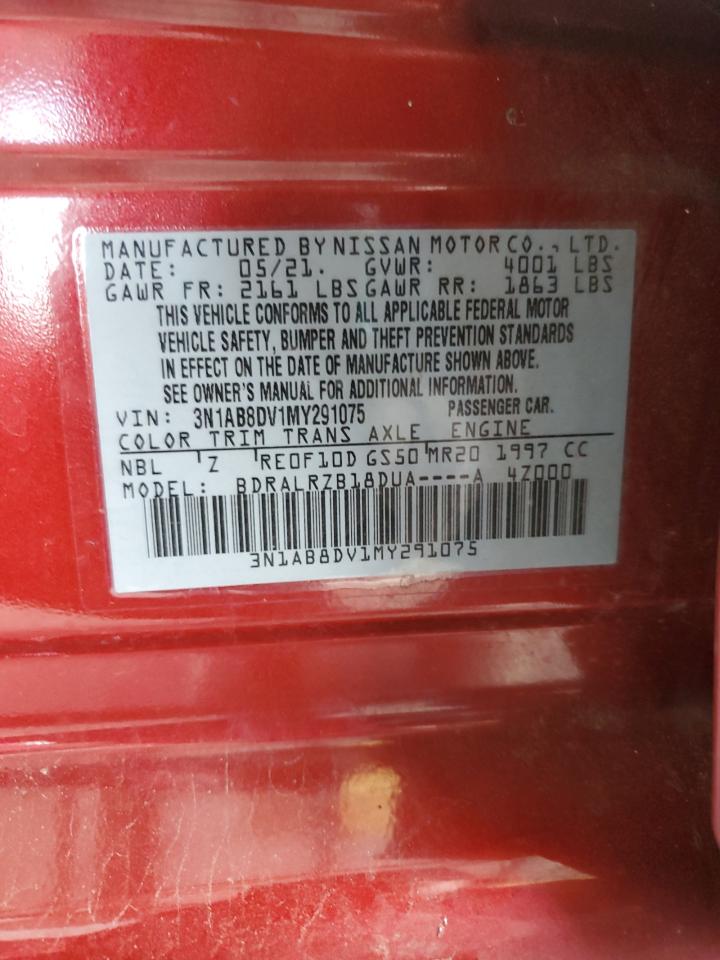 MANUFACTURED BY NISSAN MOTOR CO., LTD.
DATE: 05/21. GVWR: 4001 LBS
GAWR FR: 2161 LBS GAWR RR: 1863 LBS
THIS VEHICLE CONFORMS TO ALL APPLICABLE FEDERAL MOTOR
VEHICLE SAFETY, BUMPER AND THEFT PREVENTION STANDARDS
IN EFFECT ON THE DATE OF MANUFACTURE SHOWN ABOVE.
SEE OWNER'S MANUAL FOR ADDITIONAL INFORMATION.
VIN: 3N1AB8DV1MY291075 PASSENGER CAR.
COLOR TRIM TRANS AXLE ENGINE
NBL Z RE0F10D GS50 MR20 1997 CC
MODEL: BDRALRZB18DUA----A 4Z000
3N1AB8DV1MY291075